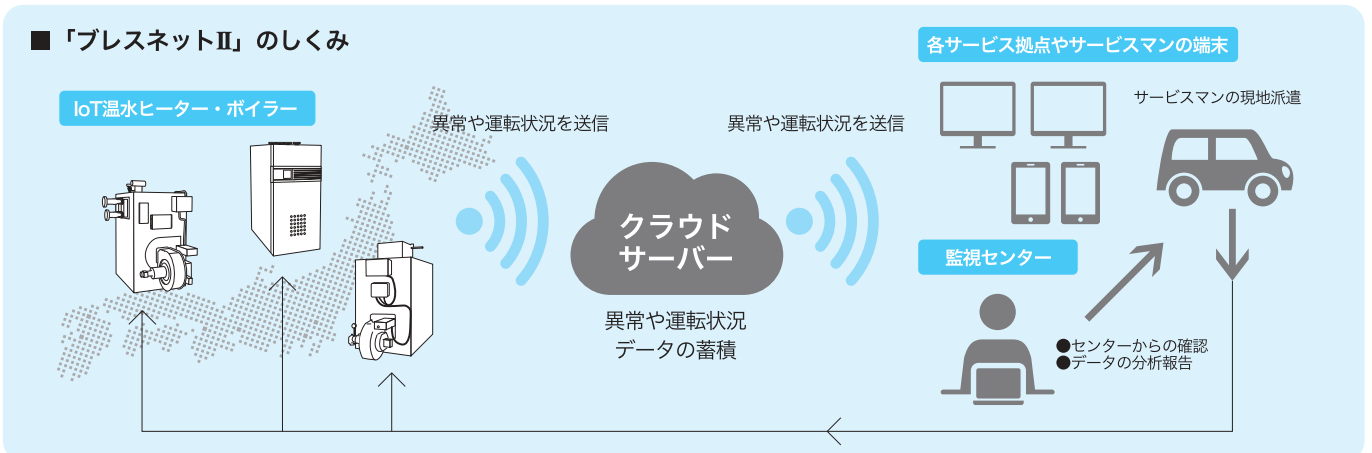 ■「ブレスネットⅡ」のしくみ
IoT温水ヒーター・ボイラー
異常や運転状況を送信
クラウド
サーバー
異常や運転状況
データの蓄積
異常や運転状況を送信
各サービス拠点やサービスマンの端末
サービスマンの現地派遣
監視センター
●センターからの確認
●データの分析報告